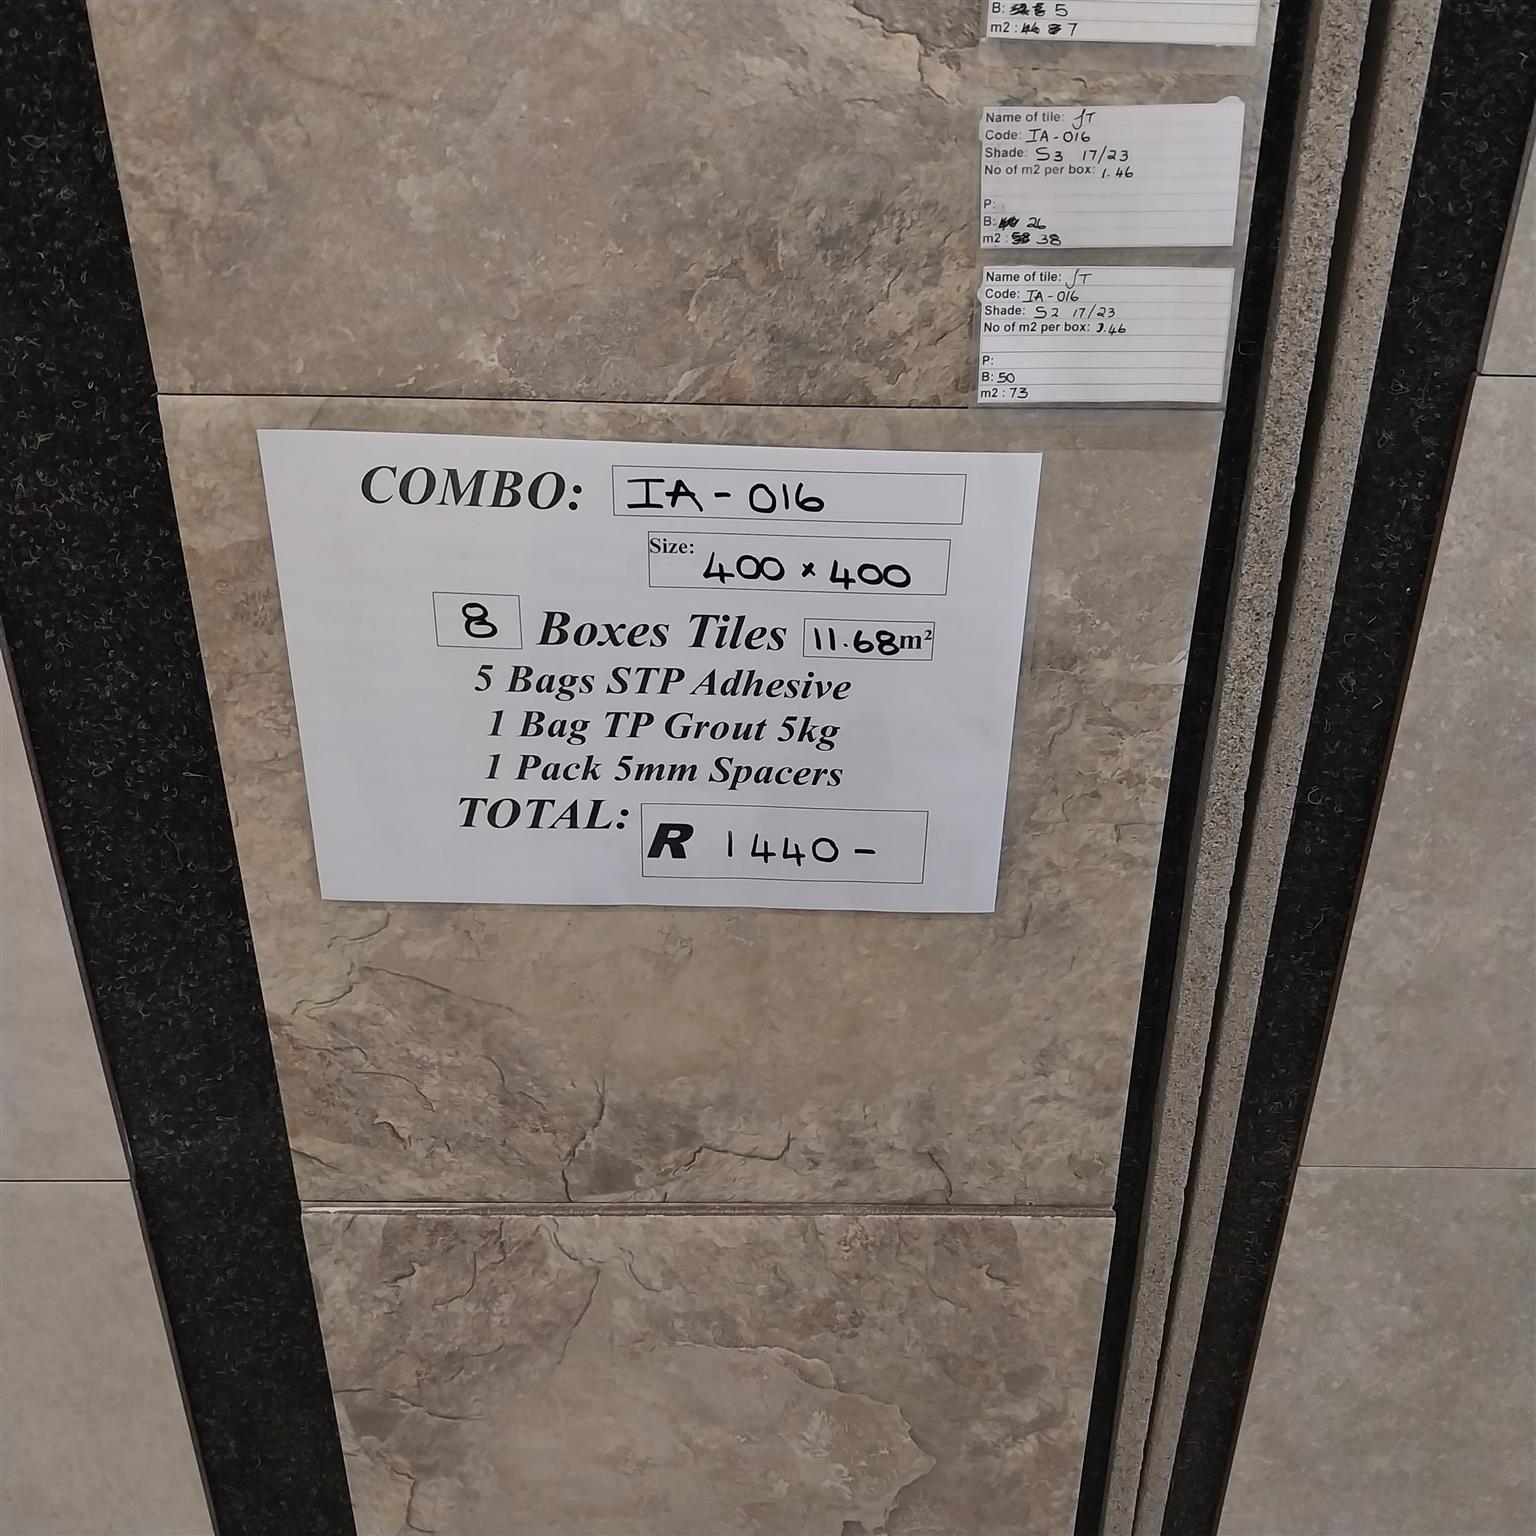 B: 5
m2: 7
Name of tile: ST
Code: IA-016
Shade: S3 17/23
No of m2 per box: 1.46
P:
B: 26
m2: 38
Name of tile: ST
Code: IA-016
Shade: S2 17/23
No of m2 per box: 1.46
P:
B: 50
m2: 73
COMBO: IA-016
Size: 400 x 400
8 Boxes Tiles 11.68m²
5 Bags STP Adhesive
1 Bag TP Grout 5kg
1 Pack 5mm Spacers
TOTAL: R 1440-